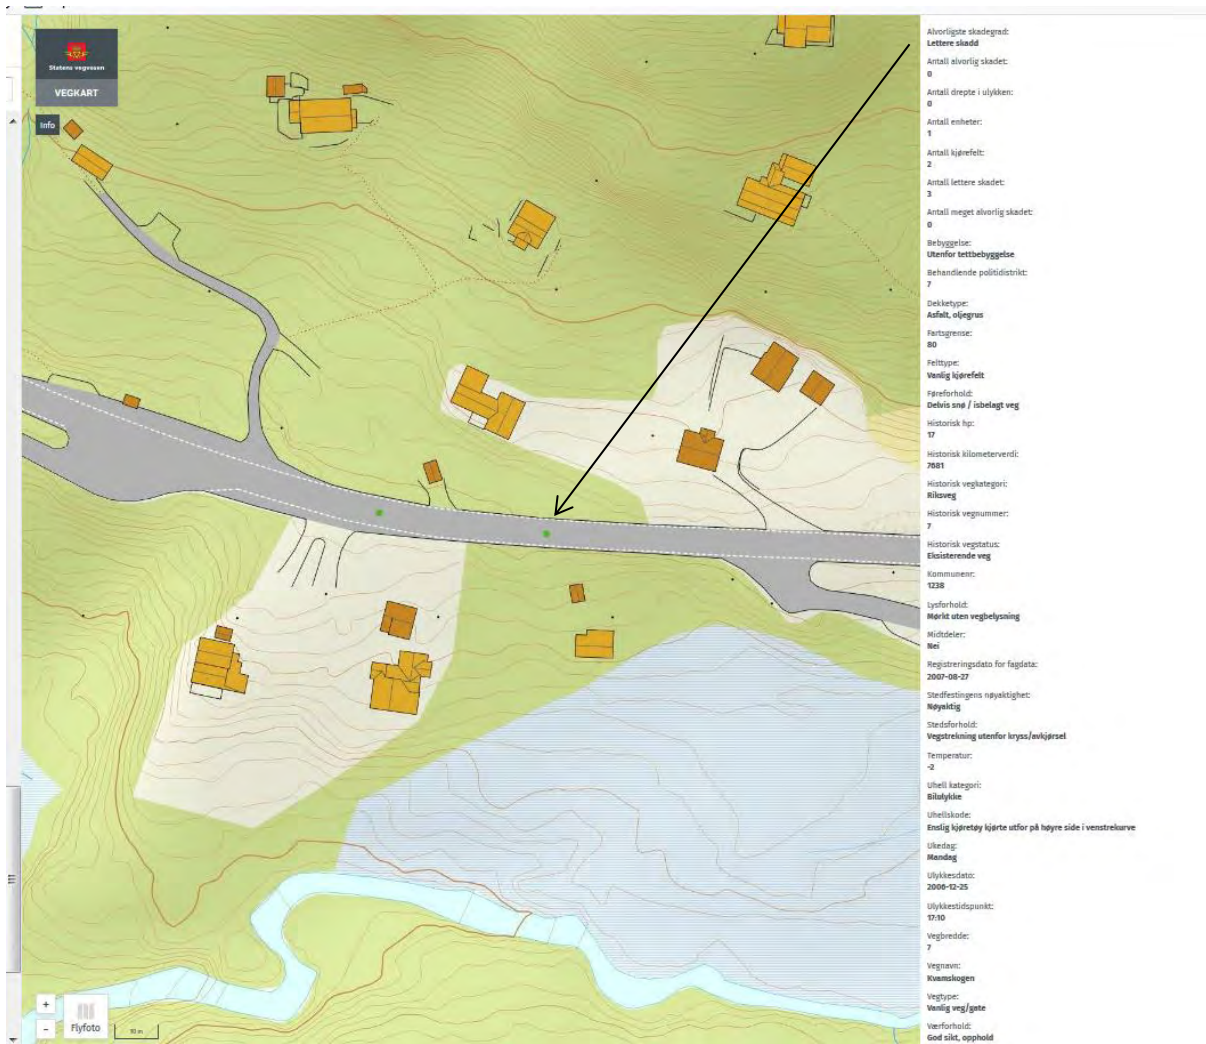 Statens vegvesen
VEGKART
Info
+
-
Flyfoto
Alvorligste skadegrad:
Lettere skadd
Antall alvorlig skadet:
0
Antall drepte i ulykken:
0
Antall enheter:
1
Antall kjørefelt:
2
Antall lettere skadet:
3
Antall meget alvorlig skadet:
0
Bebyggelse:
Utenfor tettbebyggelse
Behandlende politidistrikt:
7
Dekketype:
Asfalt, oljegrus
Fartsgrense:
80
Felttype:
Vanlig kjørefelt
Føreforhold:
Delvis snø / isbelagt veg
Historisk hp:
17
Historisk kilometerverdi:
7681
Historisk vegkategori:
Riksveg
Historisk vegnummer:
7
Historisk vegstatus:
Eksisterende veg
Kommunenr:
1238
Lysforhold:
Mørkt uten vegbelysning
Midtdeler:
Nei
Registreringsdato for fagdata:
2007-08-27
Stedfestingens nøyaktighet:
Nøyaktig
Stedsforhold:
Vegstrekning utenfor kryss/avkjørsel
Temperatur:
-2
Uhell kategori:
Bilulykke
Uhellskode:
Enslig kjøretøy kjørte utfor på høyre side i venstrekurve
Ukedag:
Mandag
Ulykkesdato:
2006-12-25
Ulykkestidspunkt:
17:10
Vegbredde:
7
Vegnavn:
Kvamskogen
Vegtype:
Vanlig veg/gate
Værforhold:
God sikt, opphold